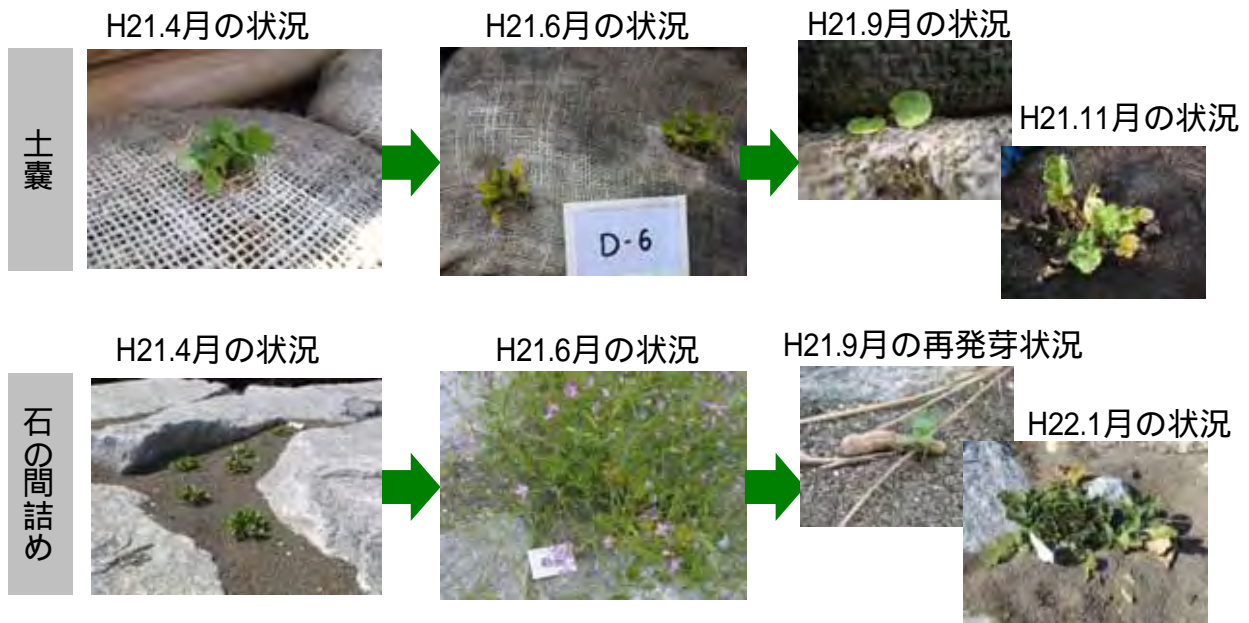 H21.4月の状況
H21.6月の状況
H21.9月の状況
H21.11月の状況
土嚢
D-6
H21.4月の状況
H21.6月の状況
H21.9月の再発芽状況
H22.1月の状況
石の間詰め